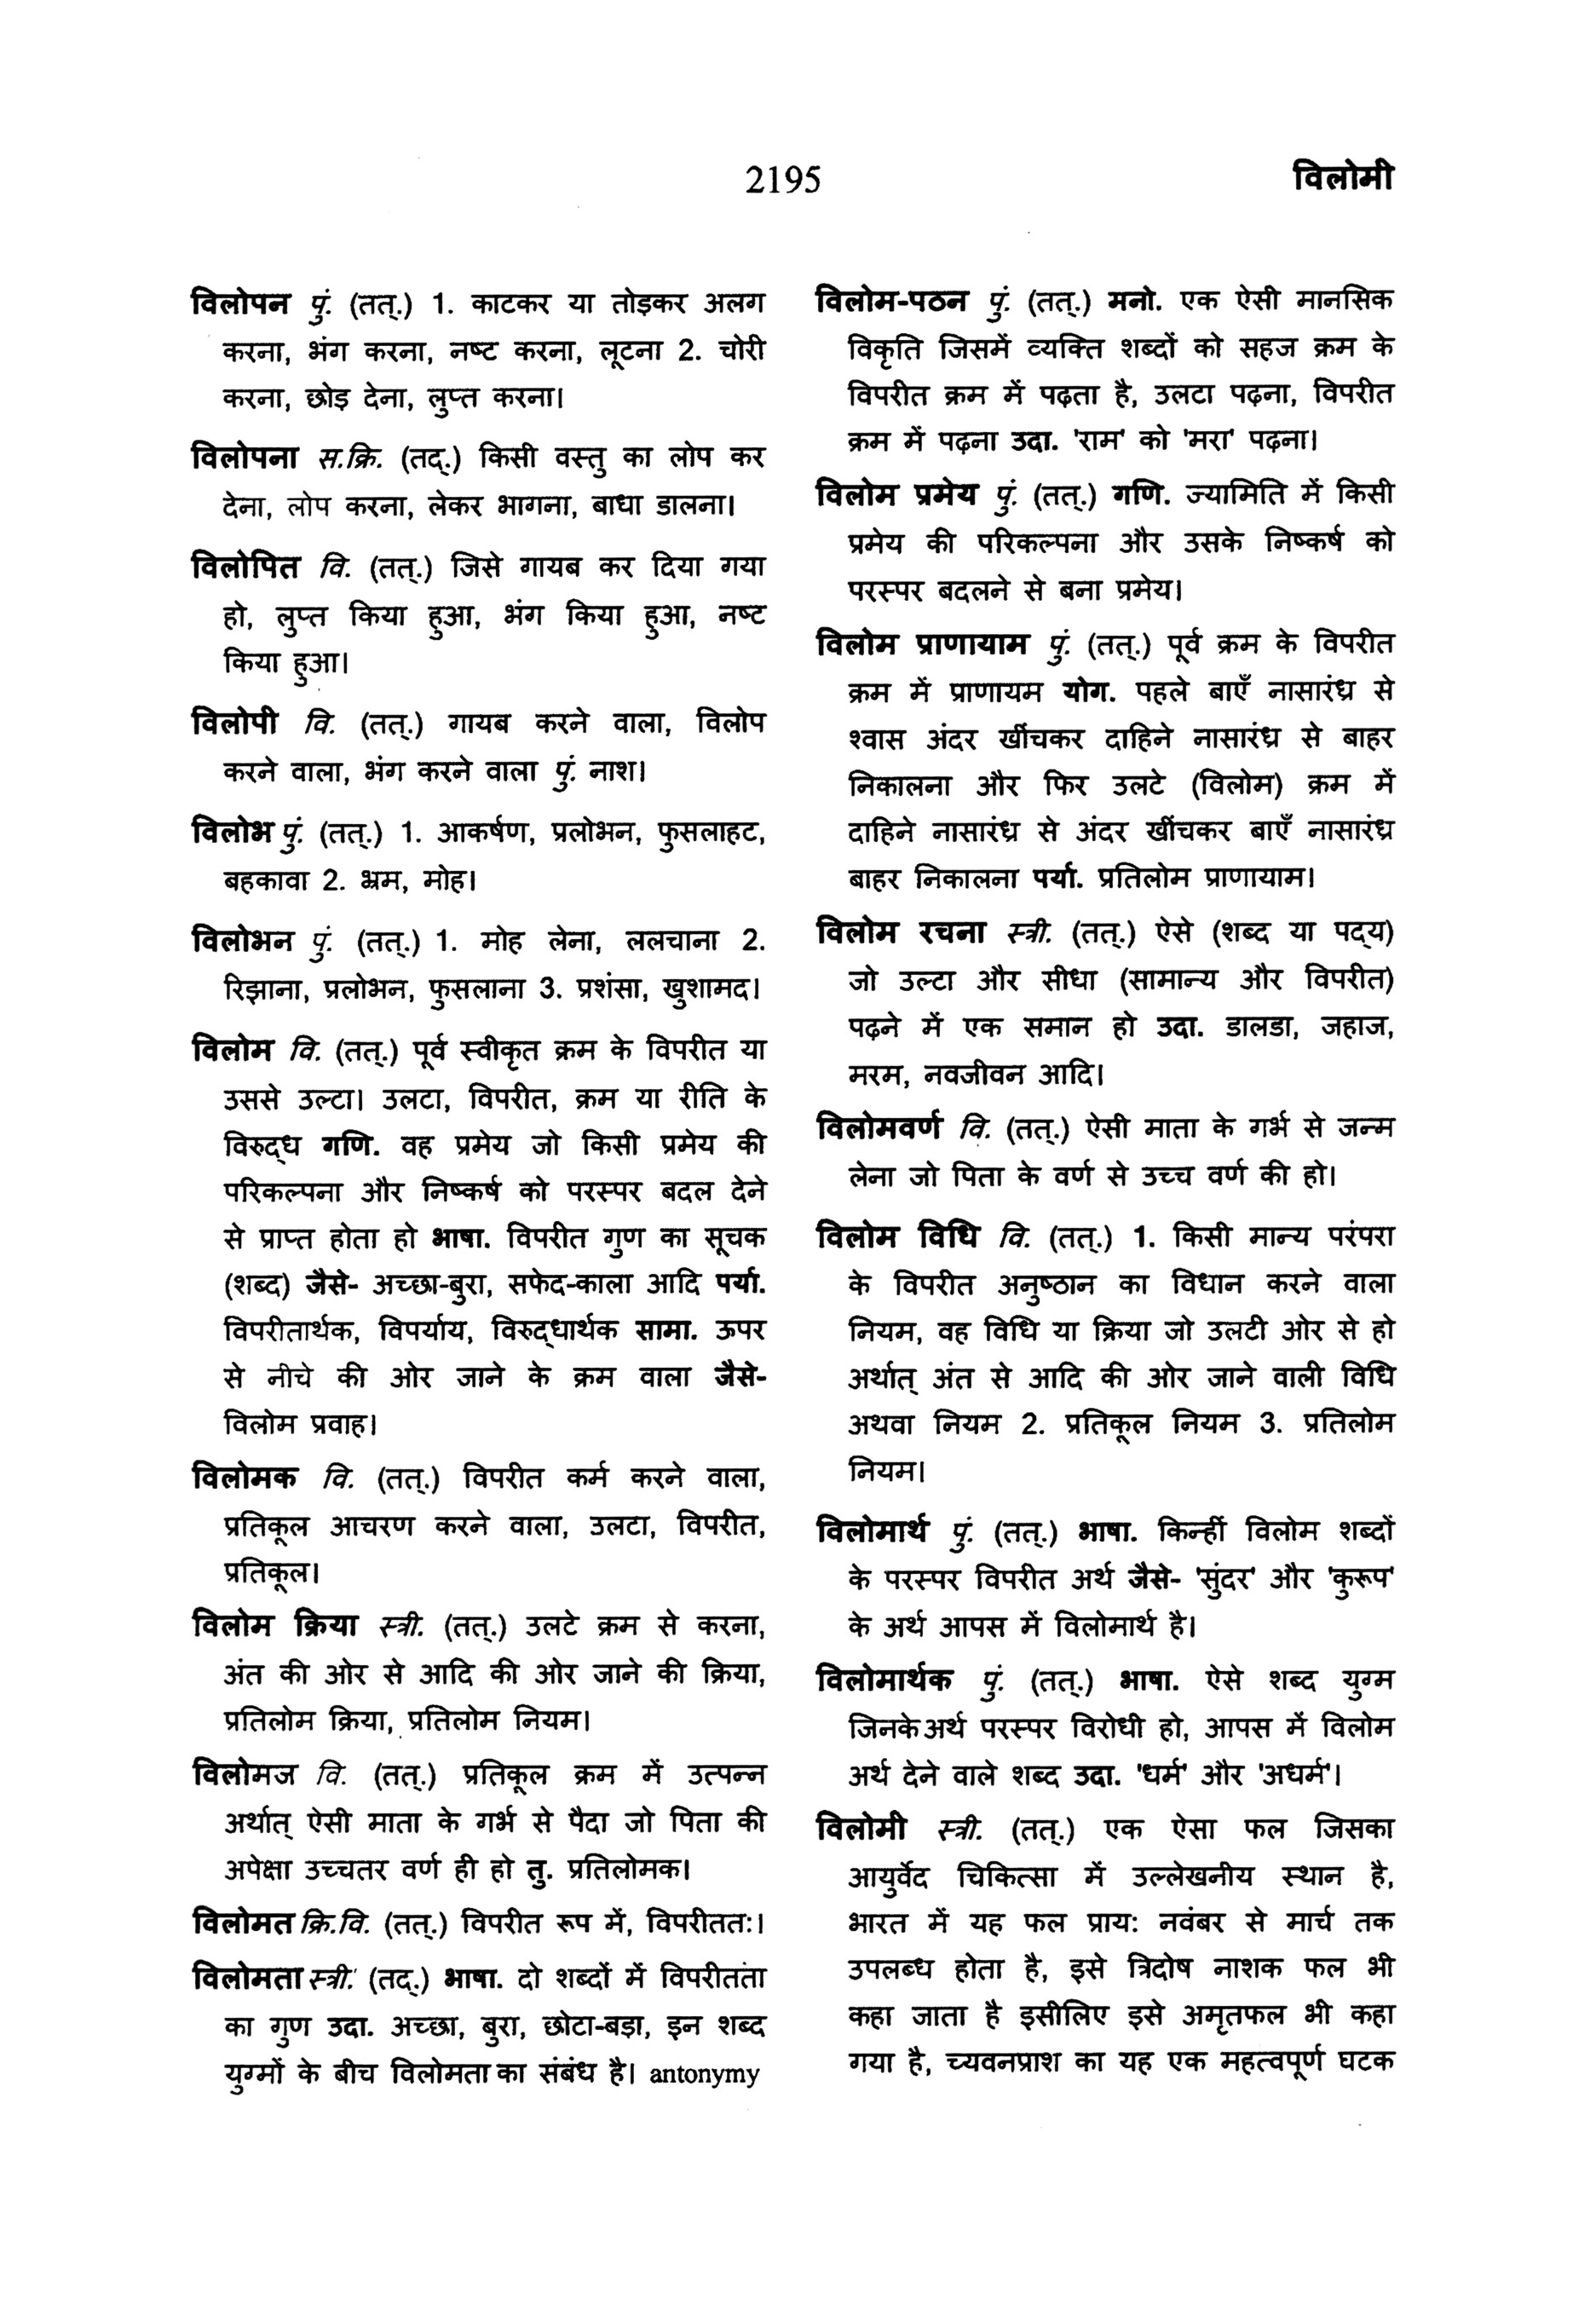 2195
विलोमी
विलोपन पुं. (तत्.) 1. काटकर या तोड़कर अलग
करना, भंग करना, नष्ट करना, लूटना 2. चोरी
करना, छोड़ देना, लुप्त करना।
विलोपना स.क्रि. (तद्.) किसी वस्तु का लोप कर
देना, लोप करना, लेकर भागना, बाधा डालना।
विलोपित वि. (तत्.) जिसे गायब कर दिया गया
हो, लुप्त किया हुआ, भंग किया हुआ, नष्ट
किया हुआ।
विलोपी वि. (तत्.) गायब करने वाला, विलोप
करने वाला, भंग करने वाला पुं. नाश।
विलोभ पुं. (तत्.) 1. आकर्षण, प्रलोभन, फुसलाहट,
बहकावा 2. भ्रम, मोह।
विलोभन पुं. (तत्.) 1. मोह लेना, ललचाना 2.
रिझाना, प्रलोभन, फुसलाना 3. प्रशंसा, खुशामद।
विलोम वि. (तत्.) पूर्व स्वीकृत क्रम के विपरीत या
उससे उल्टा। उलटा, विपरीत, क्रम या रीति के
विरुद्ध गणि. वह प्रमेय जो किसी प्रमेय की
परिकल्पना और निष्कर्ष को परस्पर बदल देने
से प्राप्त होता हो भाषा. विपरीत गुण का सूचक
(शब्द) जैसे- अच्छा-बुरा, सफेद-काला आदि पर्या.
विपरीतार्थक, विपर्याय, विरुद्धार्थक सामा. ऊपर
से नीचे की ओर जाने के क्रम वाला जैसे-
विलोम प्रवाह।
विलोमक वि. (तत्.) विपरीत कर्म करने वाला,
प्रतिकूल आचरण करने वाला, उलटा, विपरीत,
प्रतिकूल।
विलोम क्रिया स्त्री. (तत्.) उलटे क्रम से करना,
अंत की ओर से आदि की ओर जाने की क्रिया,
प्रतिलोम क्रिया, प्रतिलोम नियम।
विलोमज वि. (तत्.) प्रतिकूल क्रम में उत्पन्न
अर्थात् ऐसी माता के गर्भ से पैदा जो पिता की
अपेक्षा उच्चतर वर्ण ही हो तु. प्रतिलोमक।
विलोमत क्रि.वि. (तत्.) विपरीत रूप में, विपरीततः।
विलोमता स्त्री. (तद्.) भाषा. दो शब्दों में विपरीतता
का गुण उदा. अच्छा, बुरा, छोटा-बड़ा, इन शब्द
युग्मों के बीच विलोमता का संबंध है। antonymy
विलोम-पठन पुं. (तत्.) मनो. एक ऐसी मानसिक
विकृति जिसमें व्यक्ति शब्दों को सहज क्रम के
विपरीत क्रम में पढ़ता है, उलटा पढ़ना, विपरीत
क्रम में पढ़ना उदा. 'राम' को 'मरा' पढ़ना।
विलोम प्रमेय पुं. (तत्.) गणि. ज्यामिति में किसी
प्रमेय की परिकल्पना और उसके निष्कर्ष को
परस्पर बदलने से बना प्रमेय।
विलोम प्राणायाम पुं. (तत्.) पूर्व क्रम के विपरीत
क्रम में प्राणायम योग. पहले बाएँ नासारंध्र से
श्वास अंदर खींचकर दाहिने नासारंध्र से बाहर
निकालना और फिर उलटे (विलोम) क्रम में
दाहिने नासारंध्र से अंदर खींचकर बाएँ नासारंध्र
बाहर निकालना पर्या. प्रतिलोम प्राणायाम।
विलोम रचना स्त्री. (तत्.) ऐसे (शब्द या पद्य)
जो उल्टा और सीधा (सामान्य और विपरीत)
पढ़ने में एक समान हो उदा. डालडा, जहाज,
मरम, नवजीवन आदि।
विलोमवर्ण वि. (तत्.) ऐसी माता के गर्भ से जन्म
लेना जो पिता के वर्ण से उच्च वर्ण की हो।
विलोम विधि वि. (तत्.) 1. किसी मान्य परंपरा
के विपरीत अनुष्ठान का विधान करने वाला
नियम, वह विधि या क्रिया जो उलटी ओर से हो
अर्थात् अंत से आदि की ओर जाने वाली विधि
अथवा नियम 2. प्रतिकूल नियम 3. प्रतिलोम
नियम।
विलोमार्थ पुं. (तत्.) भाषा. किन्हीं विलोम शब्दों
के परस्पर विपरीत अर्थ जैसे- 'सुंदर' और 'कुरूप'
के अर्थ आपस में विलोमार्थ है।
विलोमार्थक पुं. (तत्.) भाषा. ऐसे शब्द युग्म
जिनके अर्थ परस्पर विरोधी हो, आपस में विलोम
अर्थ देने वाले शब्द उदा. 'धर्म' और 'अधर्म'।
विलोमी स्त्री. (तत्.) एक ऐसा फल जिसका
आयुर्वेद चिकित्सा में उल्लेखनीय स्थान है,
भारत में यह फल प्राय: नवंबर से मार्च तक
उपलब्ध होता है, इसे त्रिदोष नाशक फल भी
कहा जाता है इसीलिए इसे अमृतफल भी कहा
गया है, च्यवनप्राश का यह एक महत्वपूर्ण घटक